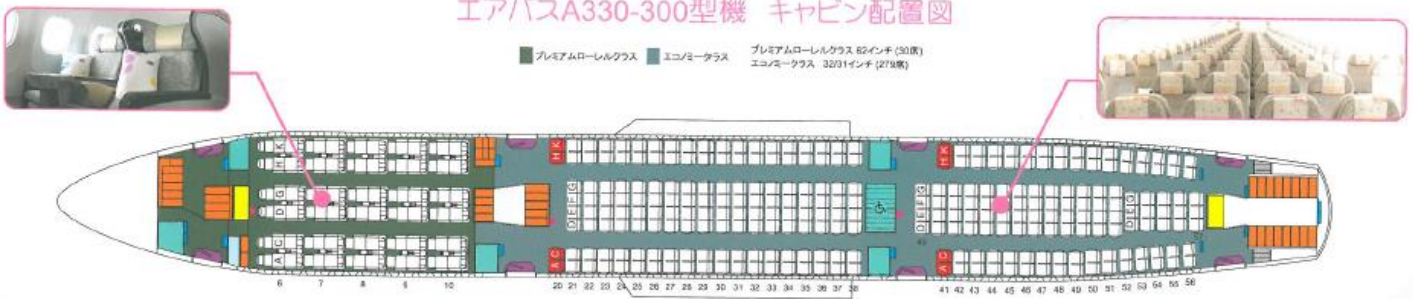 エアバスA330-300型機 キャビン配置図
プレミアムローレルクラス エコノミークラス プレミアムローレルクラス 62インチ (30席)
エコノミークラス 32/31インチ (279席)
H K
H K
H K
D G
D E F G
D E F G
D E G
A C
A C
A C
6 7 8 9 10 20 21 22 23 24 25 26 27 28 29 30 31 32 33 34 35 36 37 38 41 42 43 44 45 46 47 48 49 50 51 52 53 54 55 56